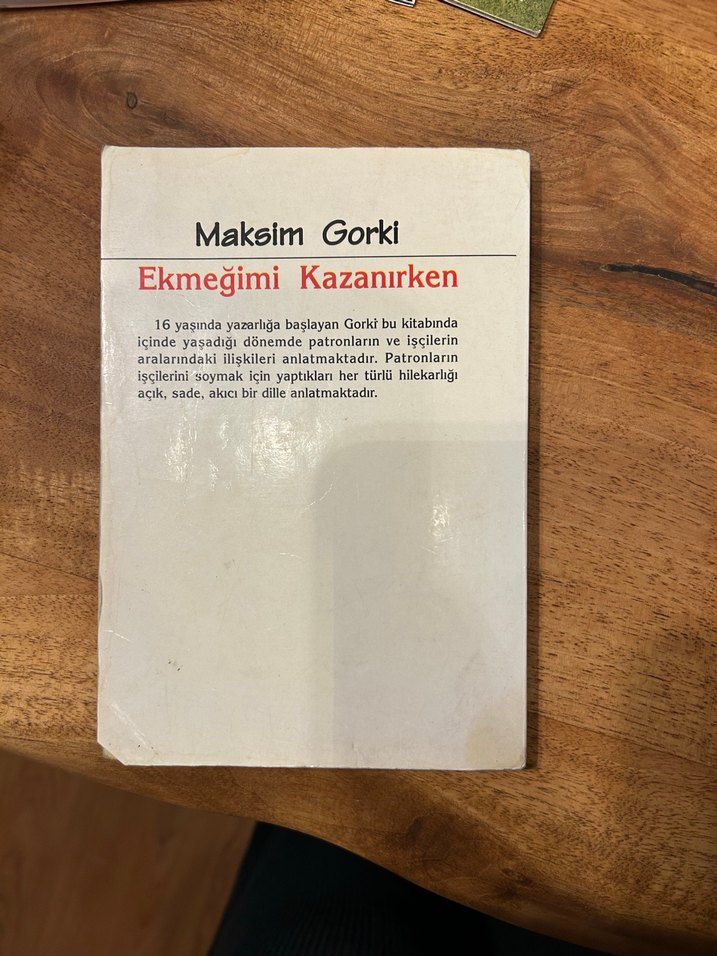 Maksim Gorki
Ekmeğimi Kazanırken
16 yaşında yazarlığa başlayan Gorki bu kitabında
içinde yaşadığı dönemde patronların ve işçilerin
aralarındaki ilişkileri anlatmaktadır. Patronların
işçilerini soymak için yaptıkları her türlü hilekarlığı
açık, sade, akıcı bir dille anlatmaktadır.